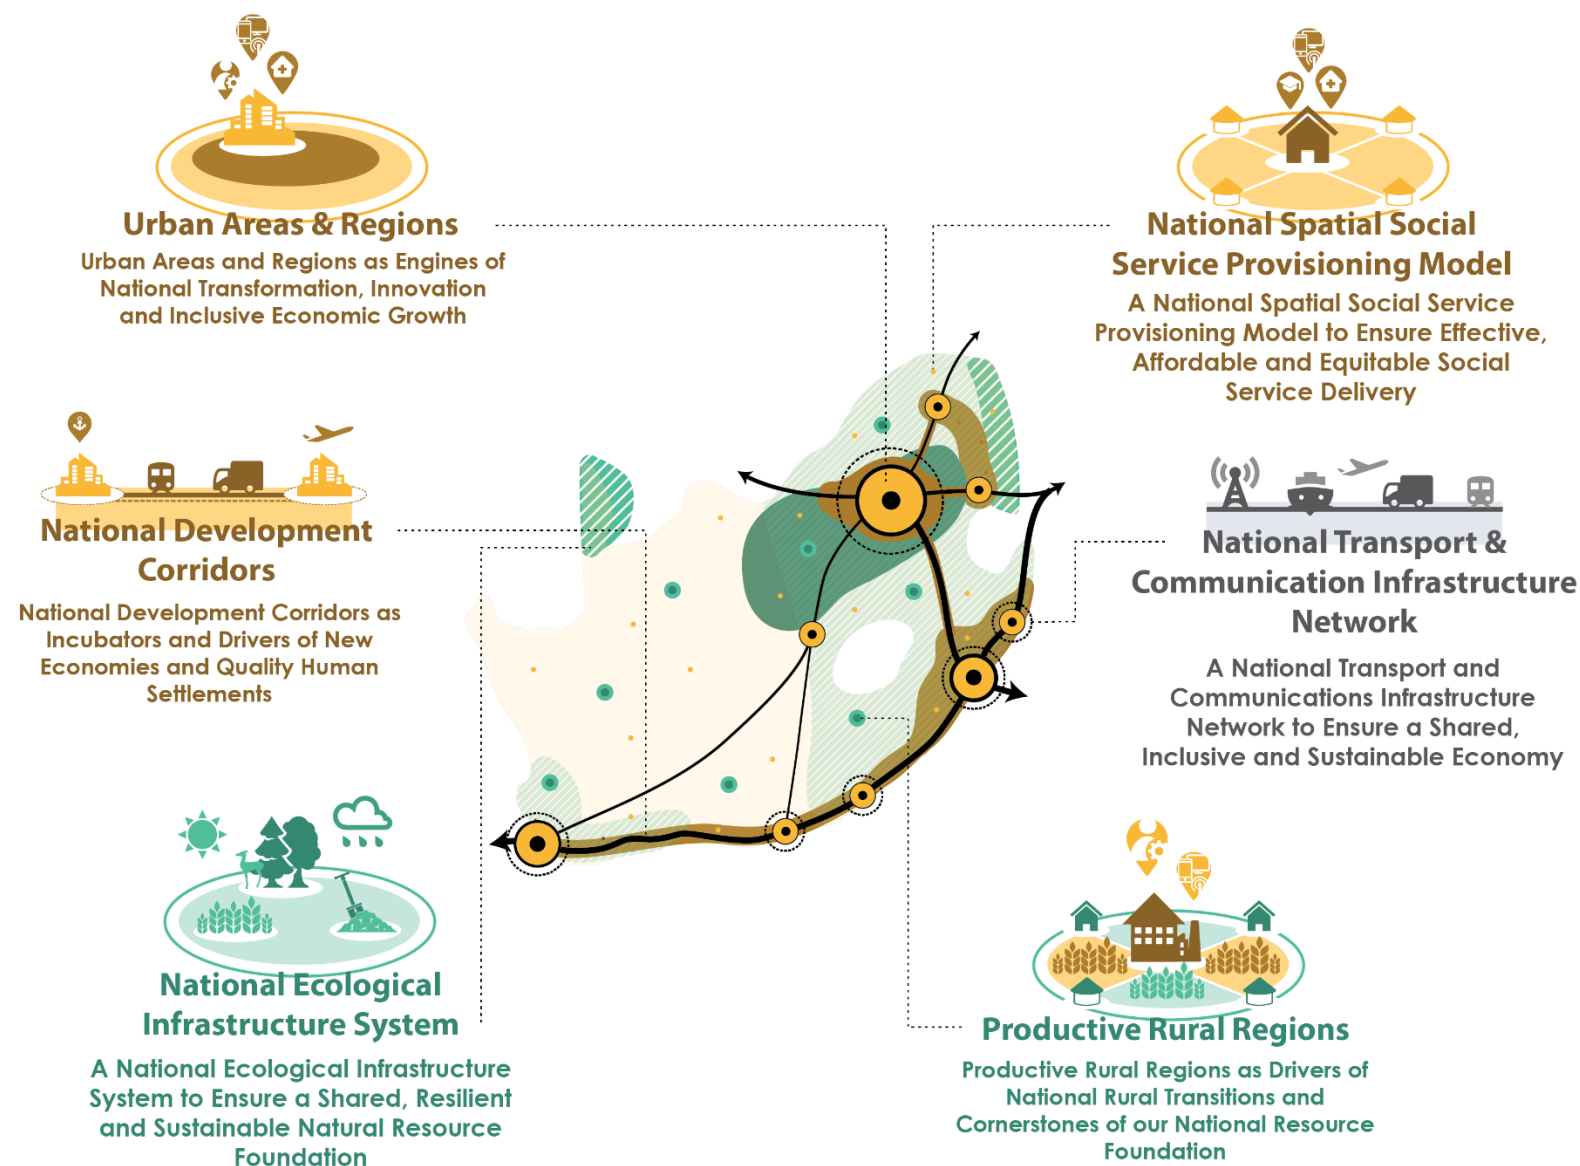 Urban Areas & Regions
Urban Areas and Regions as Engines of
National Transformation, Innovation
and Inclusive Economic Growth
National Spatial Social
Service Provisioning Model
A National Spatial Social Service
Provisioning Model to Ensure Effective,
Affordable and Equitable Social
Service Delivery
National Development
Corridors
National Development Corridors as
Incubators and Drivers of New
Economies and Quality Human
Settlements
National Transport &
Communication Infrastructure
Network
A National Transport and
Communications Infrastructure
Network to Ensure a Shared,
Inclusive and Sustainable Economy
National Ecological
Infrastructure System
A National Ecological Infrastructure
System to Ensure a Shared, Resilient
and Sustainable Natural Resource
Foundation
Productive Rural Regions
Productive Rural Regions as Drivers of
National Rural Transitions and
Cornerstones of our National Resource
Foundation